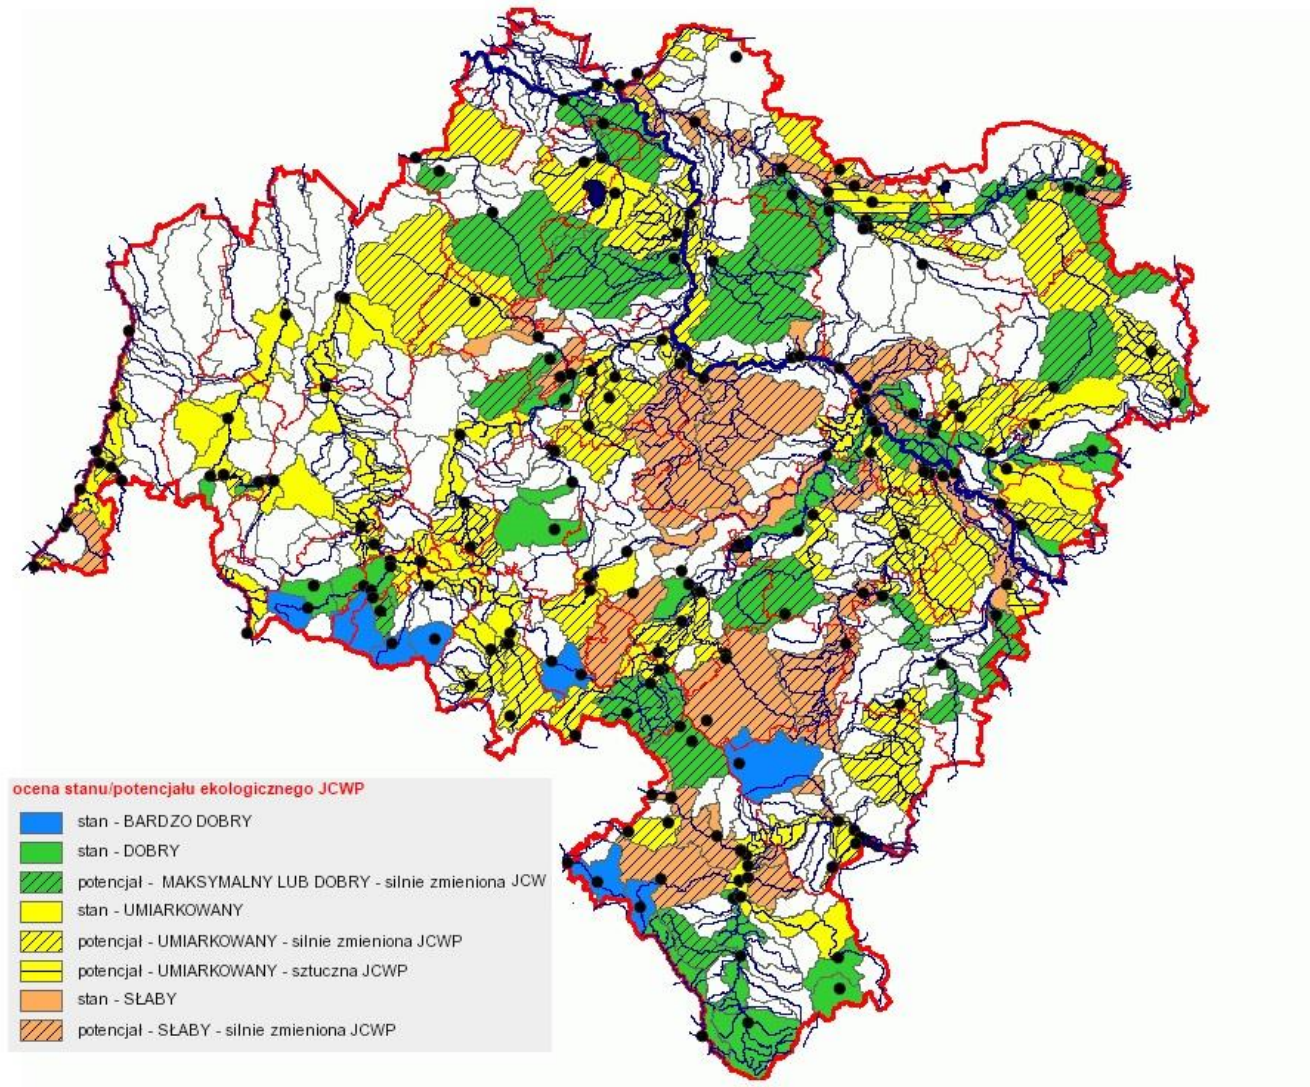 ocena stanu/potencjału ekologicznego JCWP
stan - BARDZO DOBRY
stan - DOBRY
potencjał - MAKSYMALNY LUB DOBRY - silnie zmieniona JCW
stan - UMIARKOWANY
potencjał - UMIARKOWANY - silnie zmieniona JCWP
potencjał - UMIARKOWANY - sztuczna JCWP
stan - SŁABY
potencjał - SŁABY - silnie zmieniona JCWP